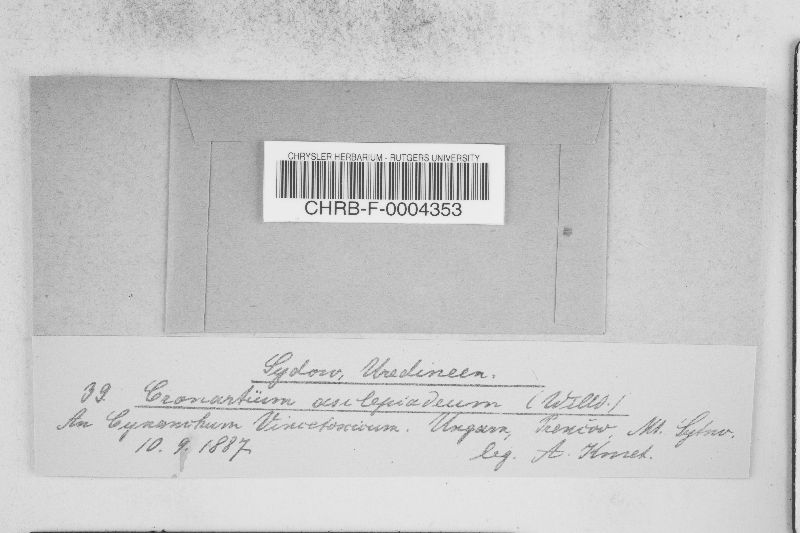 CHRYSLER HERBARIUM - RUTGERS UNIVERSITY
CHRB-F-0004353
Sydow, Uredineen.
39. Cronartium asclepiadeum (Willd.)
An Cynanchum Vincetoxicum. Ungarn, Prencov, Mt. Sytno.
10.9.1887 leg. A. Kmet.